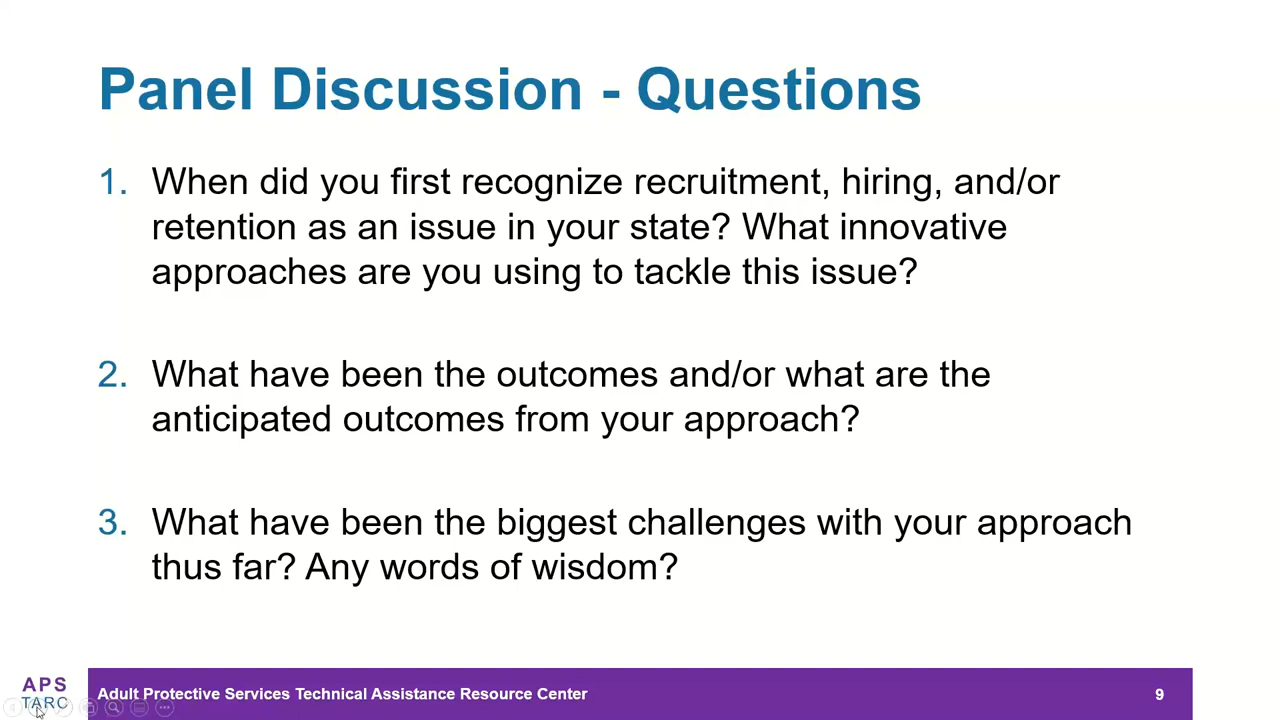 Panel Discussion - Questions
1. When did you first recognize recruitment, hiring, and/or
retention as an issue in your state? What innovative
approaches are you using to tackle this issue?
2. What have been the outcomes and/or what are the
anticipated outcomes from your approach?
3. What have been the biggest challenges with your approach
thus far? Any words of wisdom?
APS
TARC
Adult Protective Services Technical Assistance Resource Center
9